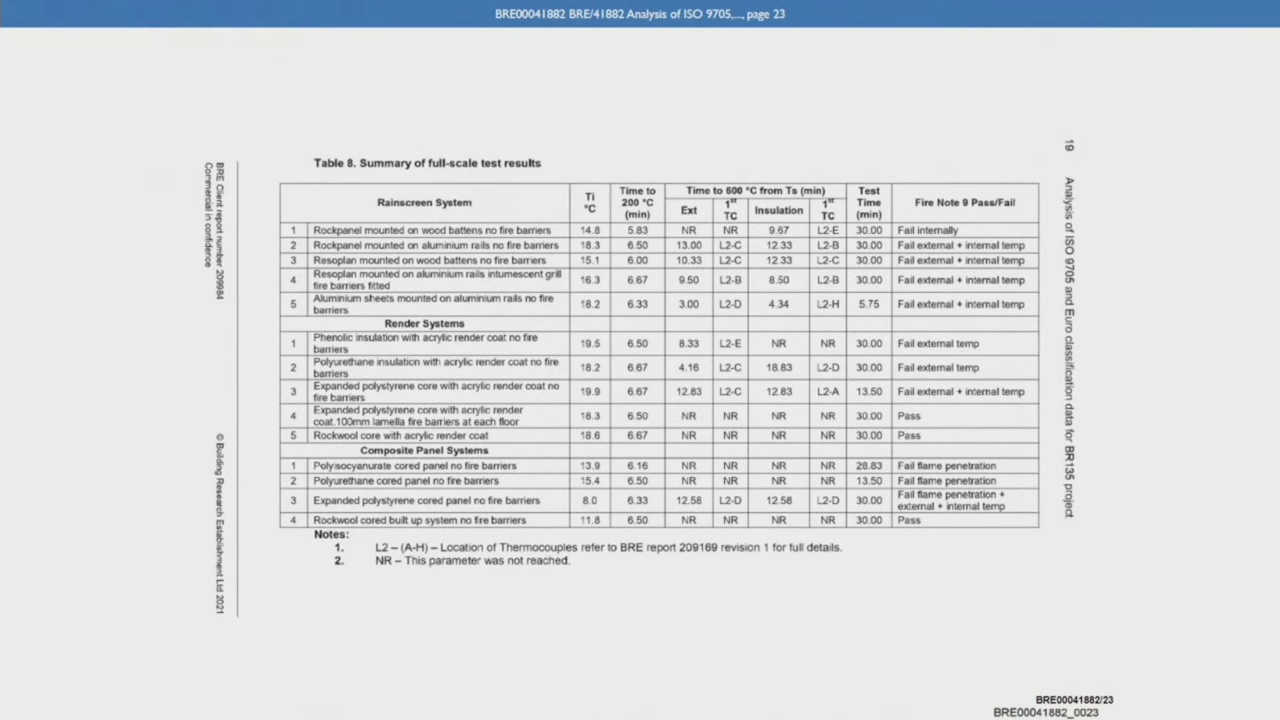 BRE00041882 BRE/41882 Analysis of ISO 9705,..., page 23
19 Analysis of ISO 9705 and Euro classification data for BR135 project
BRE Client report number 209984
Commercial in confidence
© Building Research Establishment Ltd 2021
Table 8. Summary of full-scale test results
Rainscreen System | Ti °C | Time to 200 °C (min) | Time to 600 °C from Ts (min) | Test Time (min) | Fire Note 9 Pass/Fail
Ext | 1st TC | Insulation | 1st TC
1 Rockpanel mounted on wood battens no fire barriers 14.8 5.83 NR NR 9.67 L2-E 30.00 Fail internally
2 Rockpanel mounted on aluminium rails no fire barriers 18.3 6.50 13.00 L2-C 12.33 L2-B 30.00 Fail external + internal temp
3 Resoplan mounted on wood battens no fire barriers 15.1 6.00 10.33 L2-C 12.33 L2-C 30.00 Fail external + internal temp
4 Resoplan mounted on aluminium rails intumescent grill fire barriers fitted 16.3 6.67 9.50 L2-B 8.50 L2-B 30.00 Fail external + internal temp
5 Aluminium sheets mounted on aluminium rails no fire barriers 18.2 6.33 3.00 L2-D 4.34 L2-H 5.75 Fail external + internal temp
Render Systems
1 Phenolic insulation with acrylic render coat no fire barriers 19.5 6.50 8.33 L2-E NR NR 30.00 Fail external temp
2 Polyurethane insulation with acrylic render coat no fire barriers 18.2 6.67 4.16 L2-C 18.83 L2-D 30.00 Fail external temp
3 Expanded polystyrene core with acrylic render coat no fire barriers 19.9 6.67 12.83 L2-C 12.83 L2-A 13.50 Fail external + internal temp
4 Expanded polystyrene core with acrylic render coat.100mm lamella fire barriers at each floor 18.3 6.50 NR NR NR NR 30.00 Pass
5 Rockwool core with acrylic render coat 18.6 6.67 NR NR NR NR 30.00 Pass
Composite Panel Systems
1 Polyisocyanurate cored panel no fire barriers 13.9 6.16 NR NR NR NR 28.83 Fail flame penetration
2 Polyurethane cored panel no fire barriers 15.4 6.50 NR NR NR NR 13.50 Fail flame penetration
3 Expanded polystyrene cored panel no fire barriers 8.0 6.33 12.58 L2-D 12.58 L2-D 30.00 Fail flame penetration + external + internal temp
4 Rockwool cored built up system no fire barriers 11.8 6.50 NR NR NR NR 30.00 Pass
Notes:
1. L2 – (A-H) – Location of Thermocouples refer to BRE report 209169 revision 1 for full details.
2. NR – This parameter was not reached.
BRE00041882/23
BRE00041882_0023